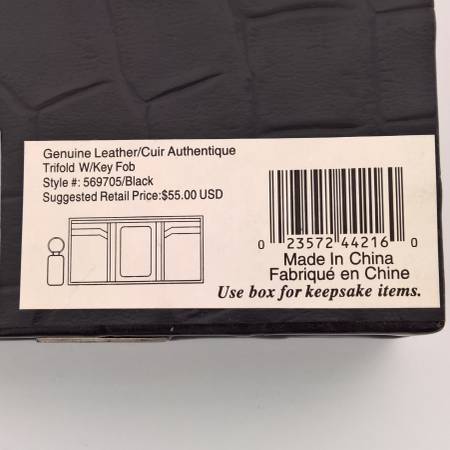 Genuine Leather/Cuir Authentique
Trifold W/Key Fob
Style #: 569705/Black
Suggested Retail Price:$55.00 USD
0 23572 44216 0
Made In China
Fabriqué en Chine
Use box for keepsake items.